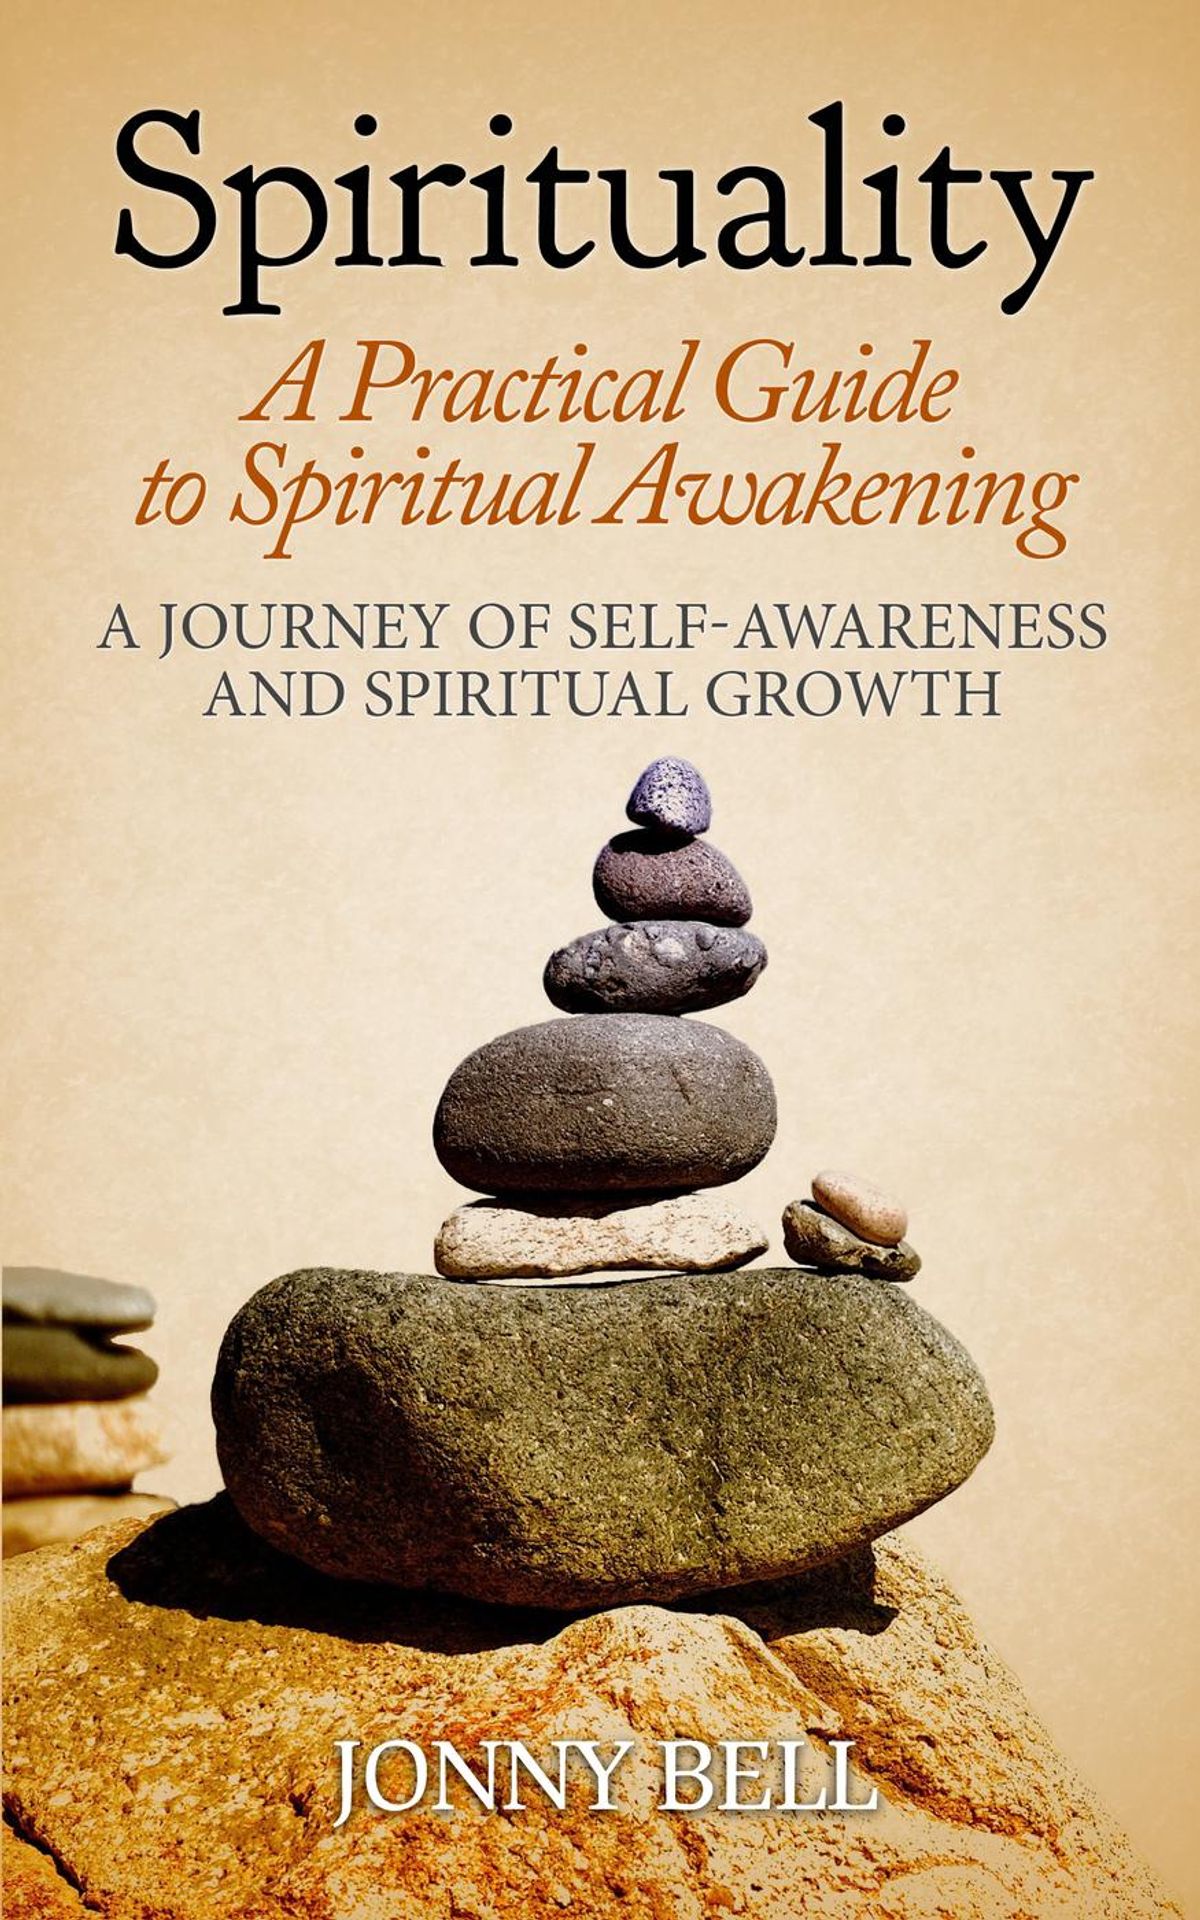 Spirituality
A Practical Guide
to Spiritual Awakening
A JOURNEY OF SELF-AWARENESS
AND SPIRITUAL GROWTH
JONNY BELL